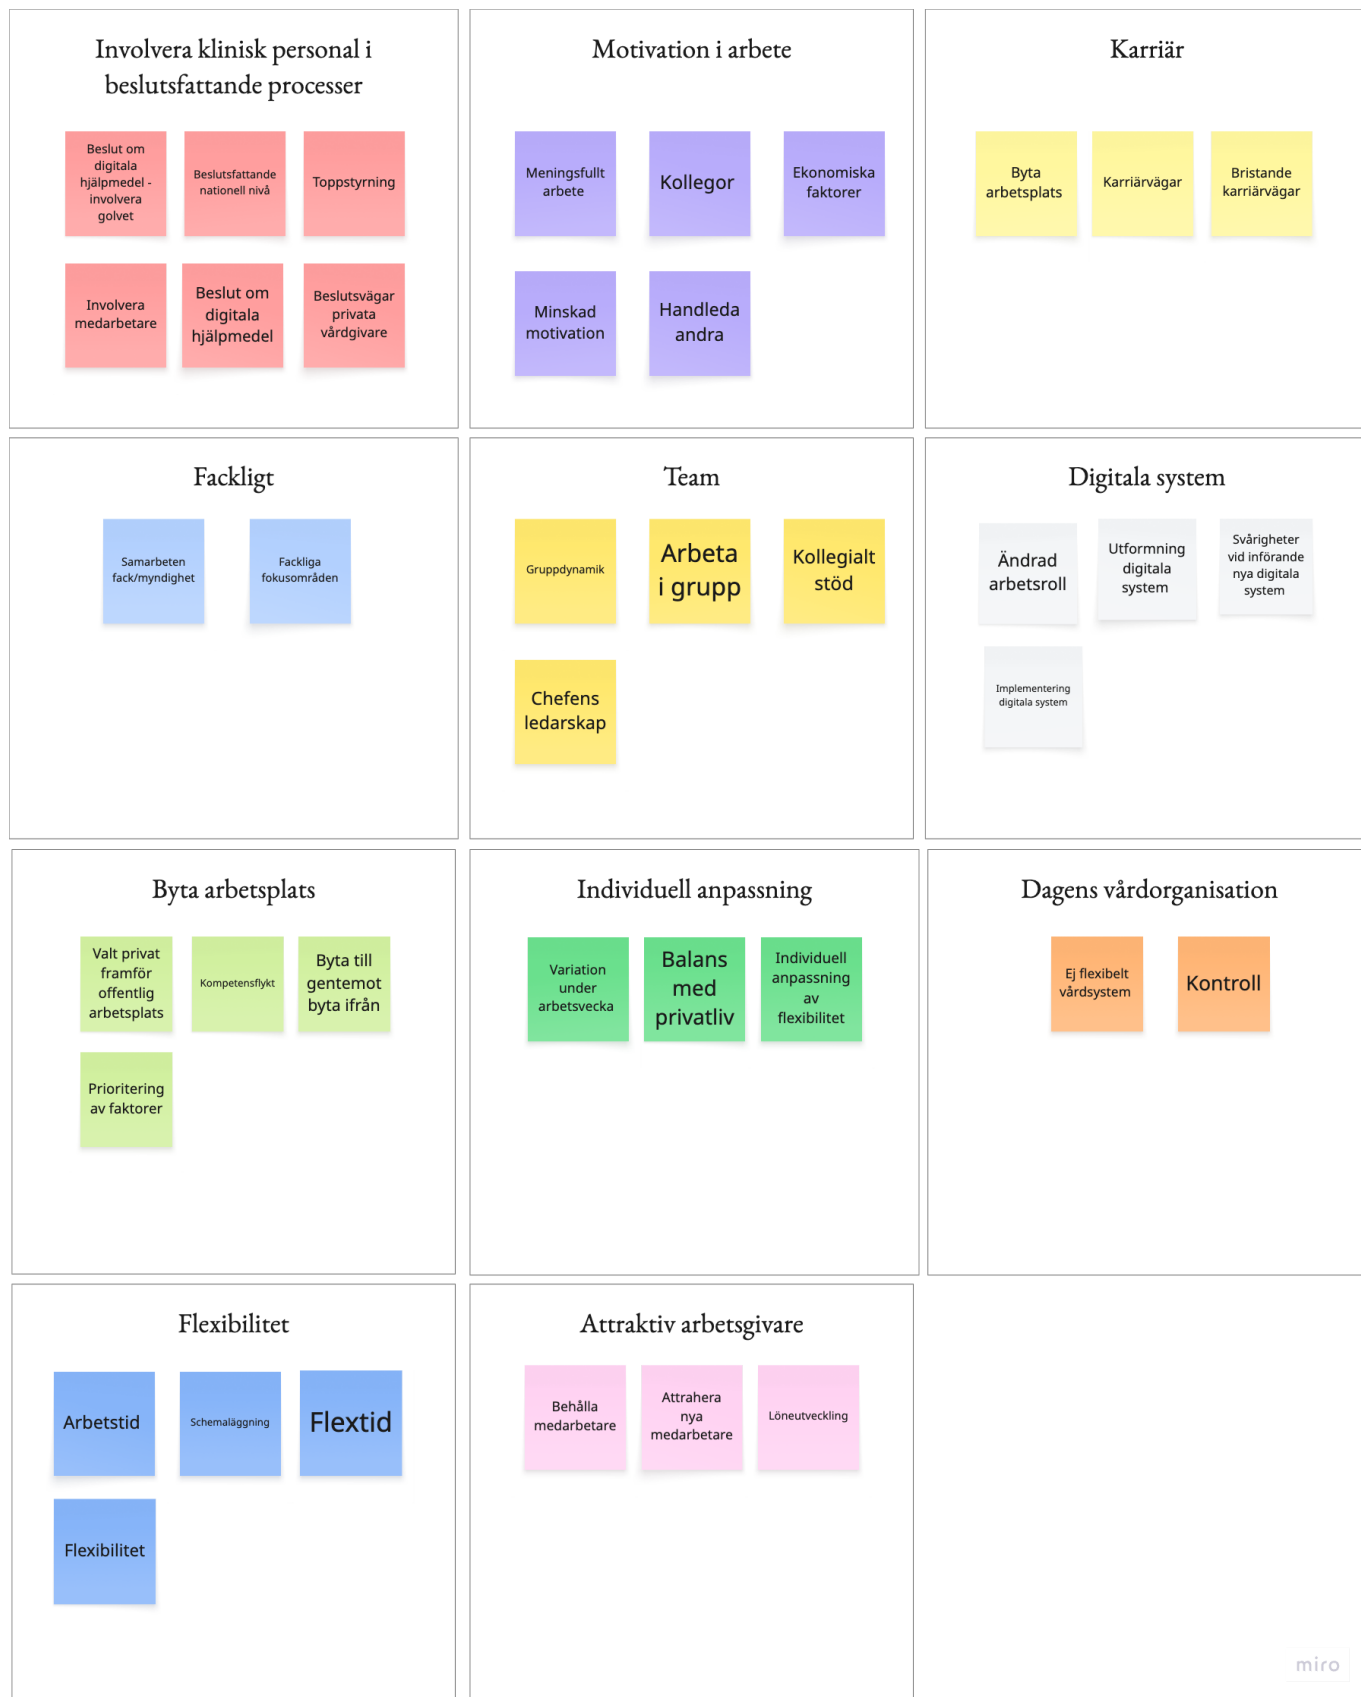 Involvera klinisk personal i
beslutsfattande processer
Beslut om
digitala
hjälpmedel -
involvera
golvet
Beslutsfattande
nationell nivå
Toppstyrning
Involvera
medarbetare
Beslut om
digitala
hjälpmedel
Beslutsvägar
privata
vårdgivare
Motivation i arbete
Meningsfullt
arbete
Kollegor
Ekonomiska
faktorer
Minskad
motivation
Handleda
andra
Karriär
Byta
arbetsplats
Karriärvägar
Bristande
karriärvägar
Fackligt
Samarbeten
fack/myndighet
Fackliga
fokusområden
Team
Gruppdynamik
Arbeta
i grupp
Kollegialt
stöd
Chefens
ledarskap
Digitala system
Ändrad
arbetsroll
Utformning
digitala
system
Svårigheter
vid införande
nya digitala
system
Implementering
digitala system
Byta arbetsplats
Valt privat
framför
offentlig
arbetsplats
Kompetensflykt
Byta till
gentemot
byta ifrån
Prioritering
av faktorer
Individuell anpassning
Variation
under
arbetsvecka
Balans
med
privatliv
Individuell
anpassning
av
flexibilitet
Dagens vårdorganisation
Ej flexibelt
vårdsystem
Kontroll
Flexibilitet
Arbetstid
Schemaläggning
Flextid
Flexibilitet
Attraktiv arbetsgivare
Behålla
medarbetare
Attrahera
nya
medarbetare
Löneutveckling
miro